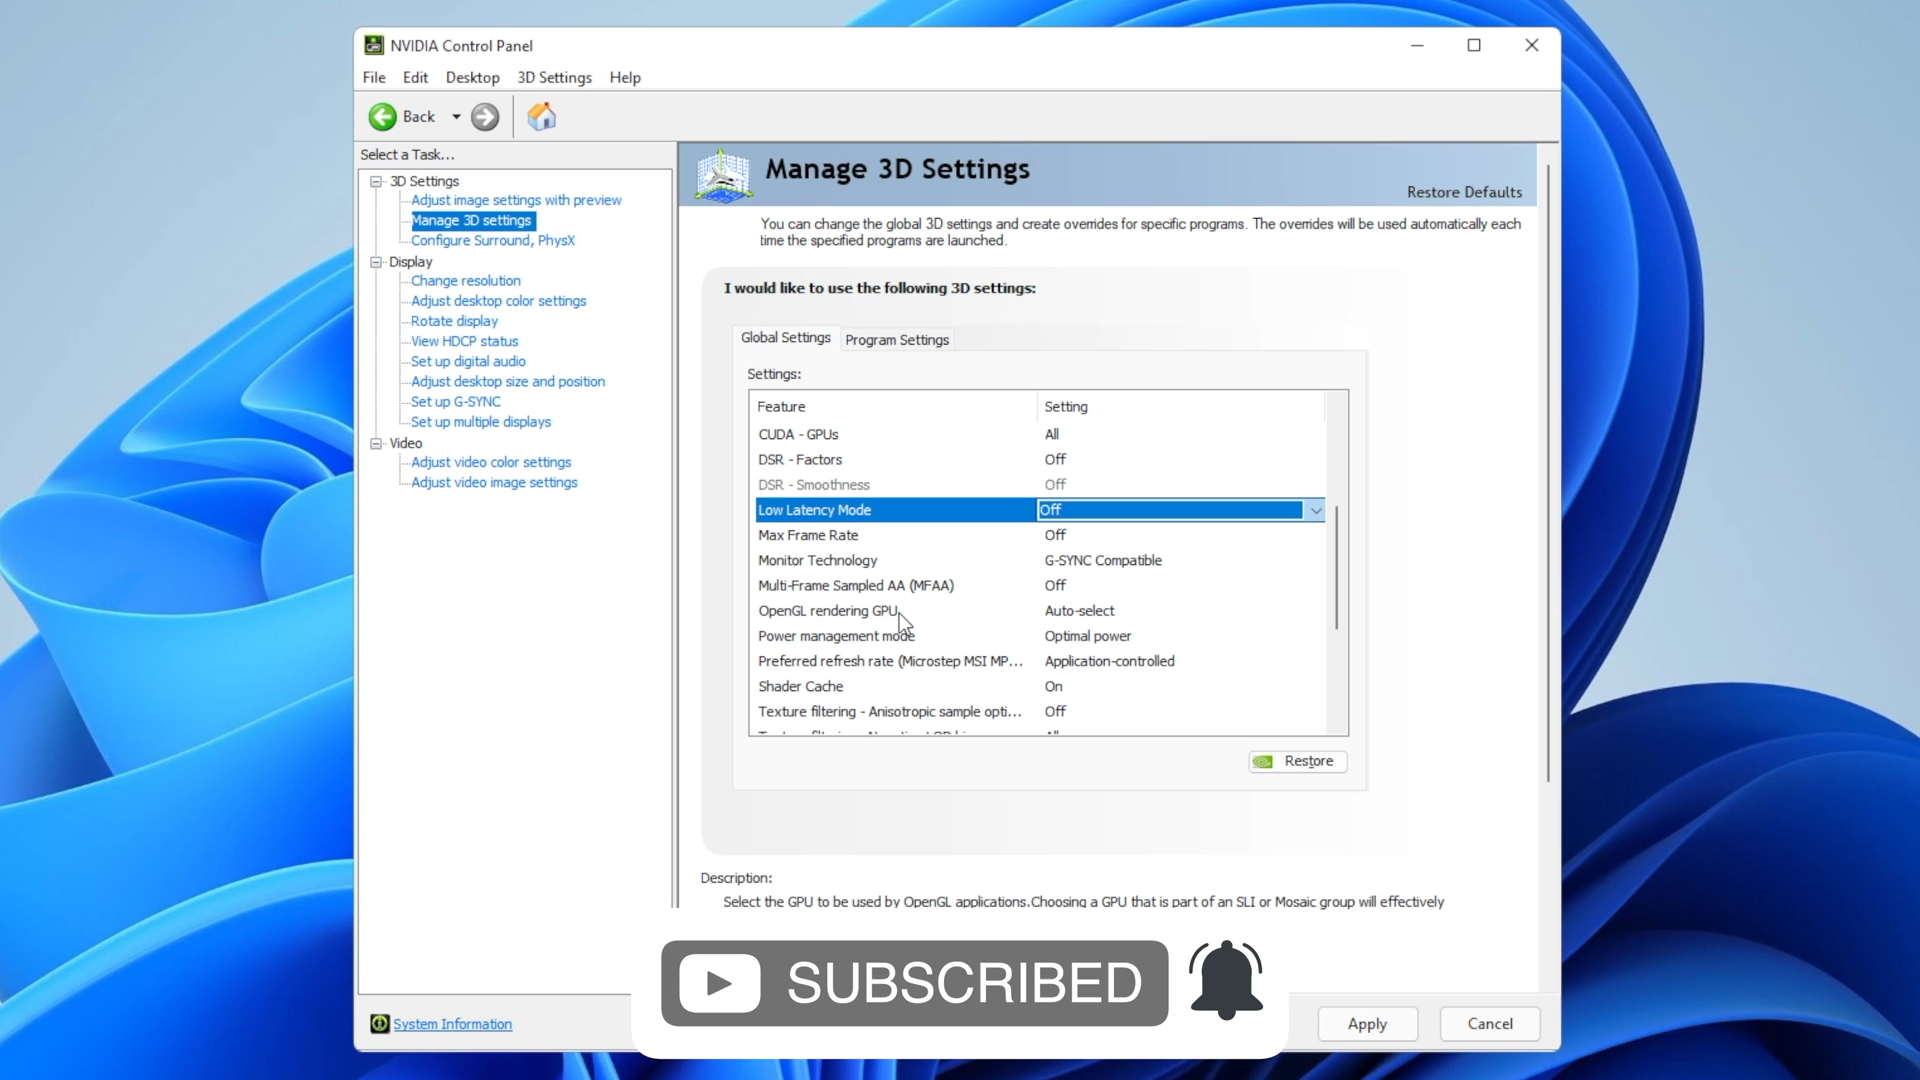 NVIDIA Control Panel
File Edit Desktop 3D Settings Help
Back
Select a Task...
3D Settings
Adjust image settings with preview
Manage 3D settings
Configure Surround, PhysX
Display
Change resolution
Adjust desktop color settings
Rotate display
View HDCP status
Set up digital audio
Adjust desktop size and position
Set up G-SYNC
Set up multiple displays
Video
Adjust video color settings
Adjust video image settings
System Information
Manage 3D Settings
Restore Defaults
You can change the global 3D settings and create overrides for specific programs. The overrides will be used automatically each
time the specified programs are launched.
I would like to use the following 3D settings:
Global Settings Program Settings
Settings:
Feature Setting
CUDA - GPUs All
DSR - Factors Off
DSR - Smoothness Off
Low Latency Mode Off
Max Frame Rate Off
Monitor Technology G-SYNC Compatible
Multi-Frame Sampled AA (MFAA) Off
OpenGL rendering GPU Auto-select
Power management mode Optimal power
Preferred refresh rate (Microstep MSI MP... Application-controlled
Shader Cache On
Texture filtering - Anisotropic sample opti... Off
Restore
Description:
Select the GPU to be used by OpenGL applications.Choosing a GPU that is part of an SLI or Mosaic group will effectively
SUBSCRIBED
Apply Cancel